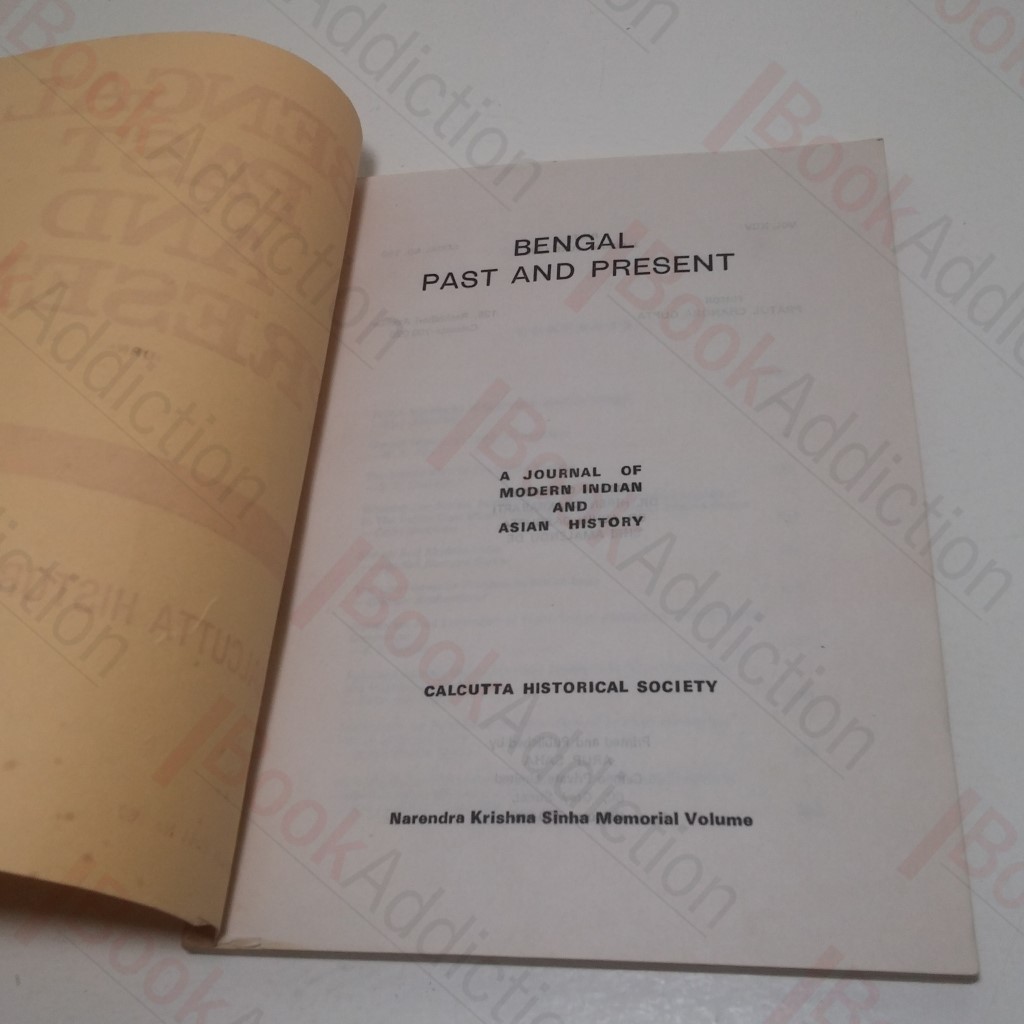 BENGAL
PAST AND PRESENT
A JOURNAL OF
MODERN INDIAN
AND
ASIAN HISTORY
CALCUTTA HISTORICAL SOCIETY
Narendra Krishna Sinha Memorial Volume
BookAddiction